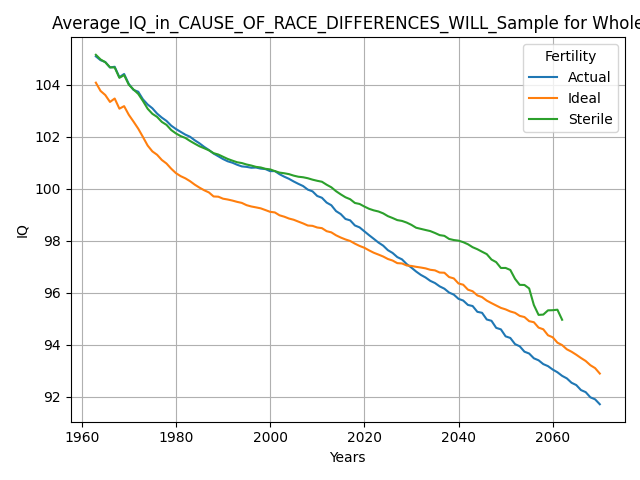 Average_IQ_in_CAUSE_OF_RACE_DIFFERENCES_WILL_Sample for Whole
Fertility
Actual
Ideal
Sterile
IQ
104
102
100
98
96
94
92
1960 1980 2000 2020 2040 2060
Years